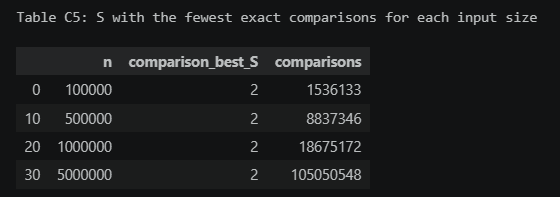 Table C5: S with the fewest exact comparisons for each input size
n comparison_best_S comparisons
0 100000 2 1536133
10 500000 2 8837346
20 1000000 2 18675172
30 5000000 2 105050548